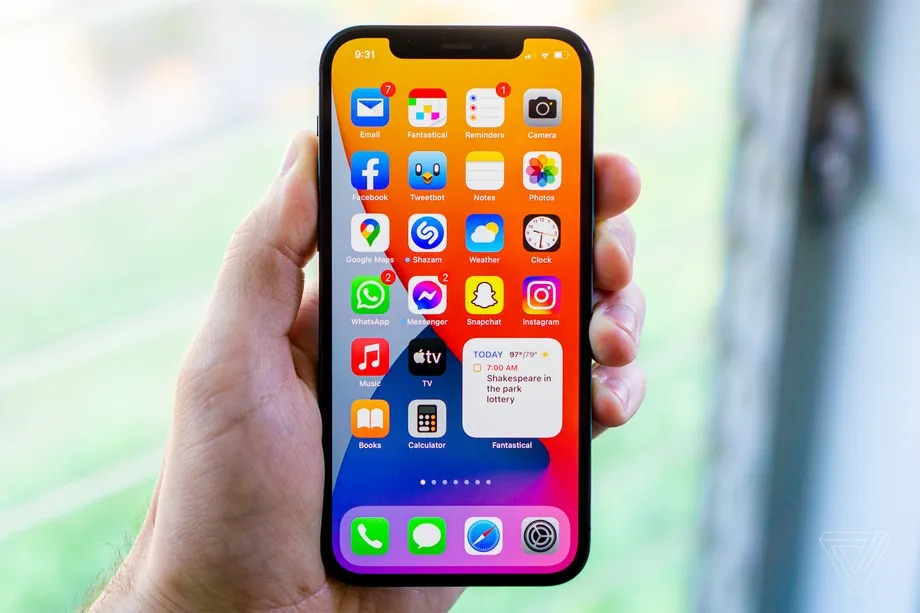 9:31
7
1
Email Fantastical Reminders Camera
Facebook Tweetbot Notes Photos
Google Maps Shazam Weather Clock
2
2
WhatsApp Messenger Snapchat Instagram
tv
Music TV
TODAY 97°/79°
7:00 AM
Shakespeare in
the park
lottery
Books Calculator Fantastical